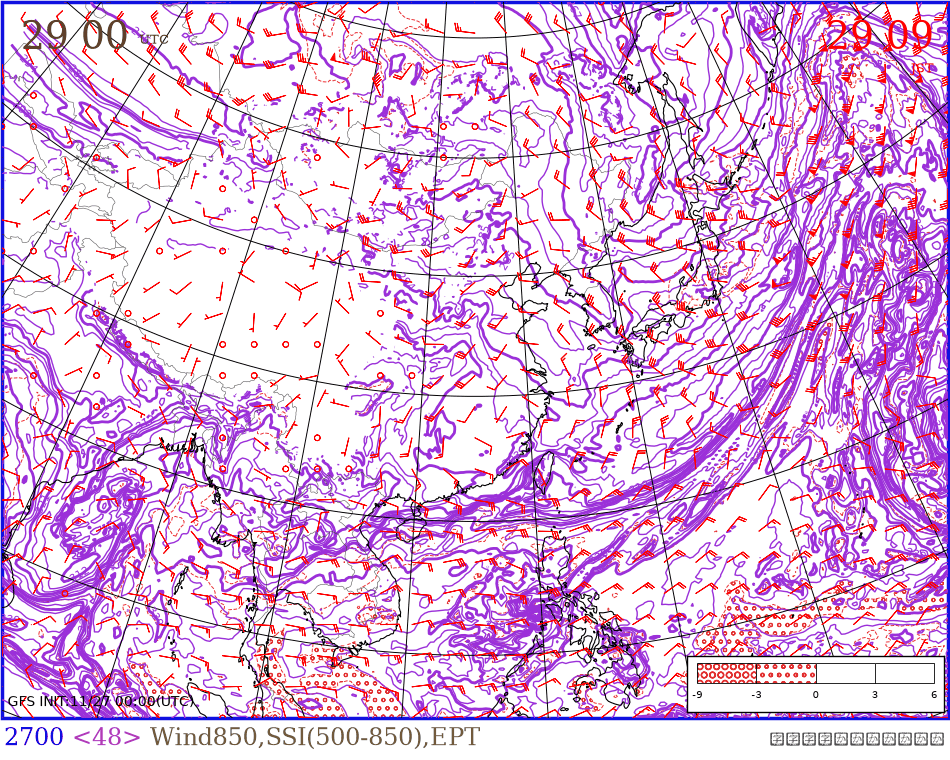 29 00 UTC
29 09
GFS INIT:11/27 00:00(UTC)
-9 -3 0 3 6
2700 <48> Wind850,SSI(500-850),EPT